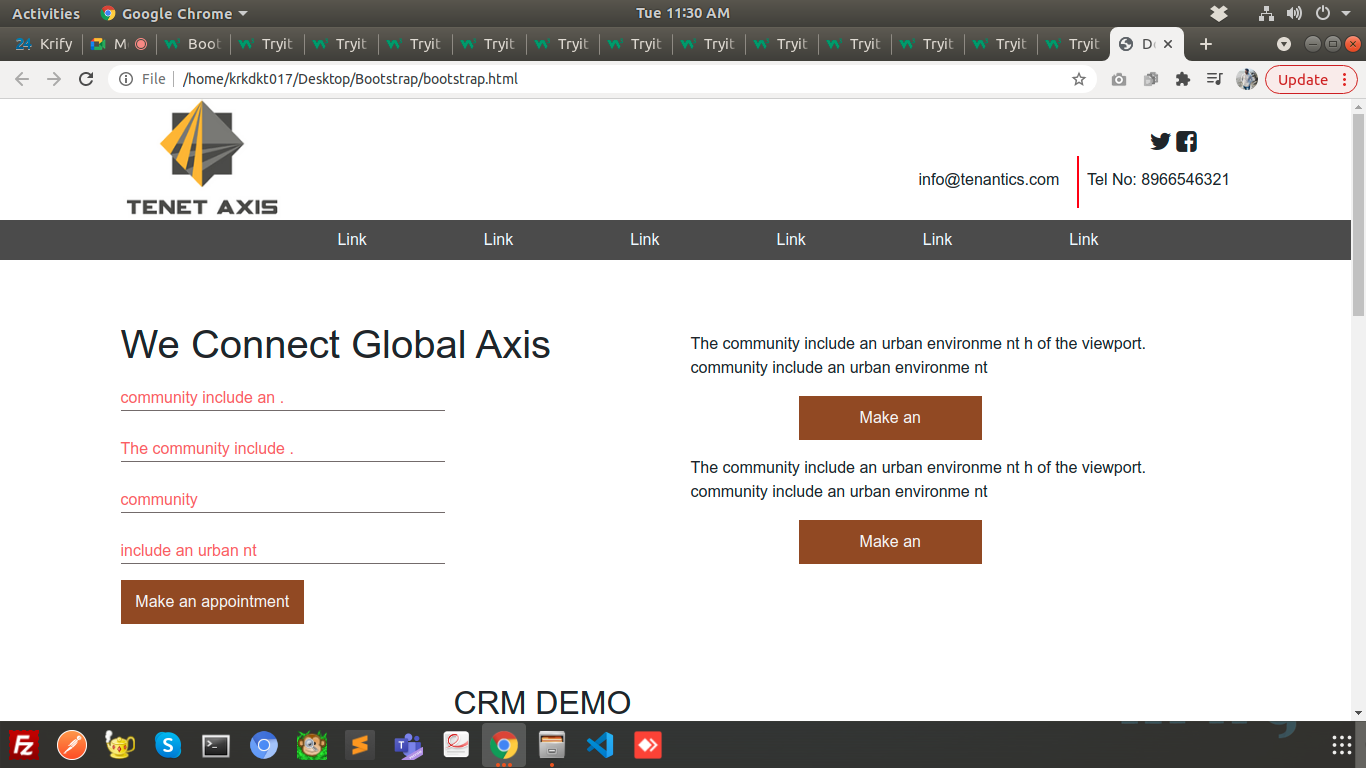 Activities Google Chrome Tue 11:30 AM
24 Krify M Boot Tryit Tryit Tryit Tryit Tryit Tryit Tryit Tryit Tryit Tryit Tryit Tryit D
File /home/krkdkt017/Desktop/Bootstrap/bootstrap.html Update
TENET AXIS
info@tenantics.com Tel No: 8966546321
Link Link Link Link Link Link
We Connect Global Axis
community include an .
The community include .
community
include an urban nt
Make an appointment
The community include an urban environme nt h of the viewport.
community include an urban environme nt
Make an
The community include an urban environme nt h of the viewport.
community include an urban environme nt
Make an
CRM DEMO